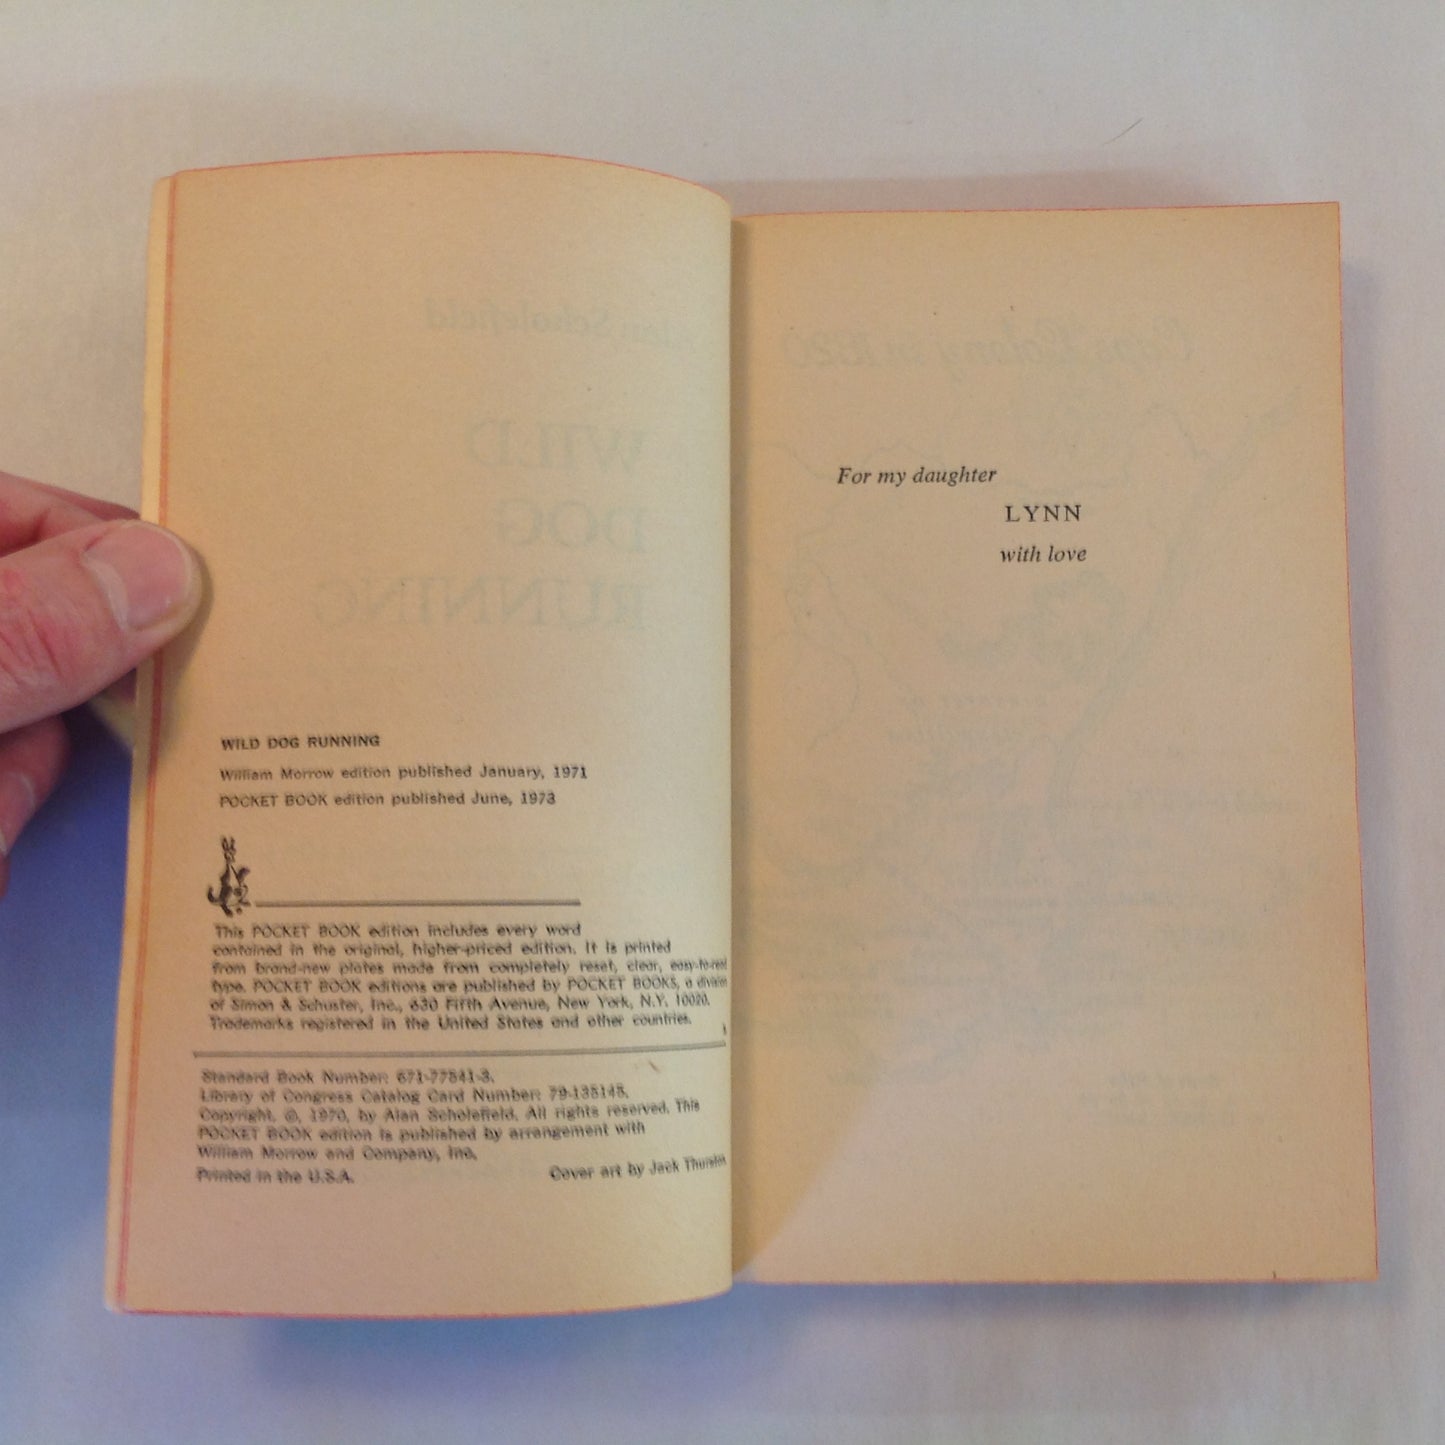 WILD DOG RUNNING
William Morrow edition published January, 1971
POCKET BOOK edition published June, 1973
This POCKET BOOK edition includes every word
contained in the original, higher-priced edition. It is printed
from brand-new plates made from completely reset, clear, easy-to-read
type. POCKET BOOK editions are published by POCKET BOOKS, a division
of Simon & Schuster, Inc., 630 Fifth Avenue, New York, N.Y. 10020.
Trademarks registered in the United States and other countries.
Standard Book Number: 671-77541-3.
Library of Congress Catalog Card Number: 79-135145.
Copyright, ©, 1970, by Alan Scholefield. All rights reserved. This
POCKET BOOK edition is published by arrangement with
William Morrow and Company, Inc.
Printed in the U.S.A.
Cover art by Jack Thurston
For my daughter
LYNN
with love